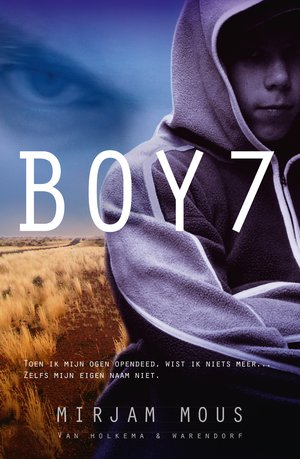 BOY 7
Toen ik mijn ogen opendeed, wist ik niets meer...
Zelfs mijn eigen naam niet.
MIRJAM MOUS
VAN HOLKEMA & WARENDORF